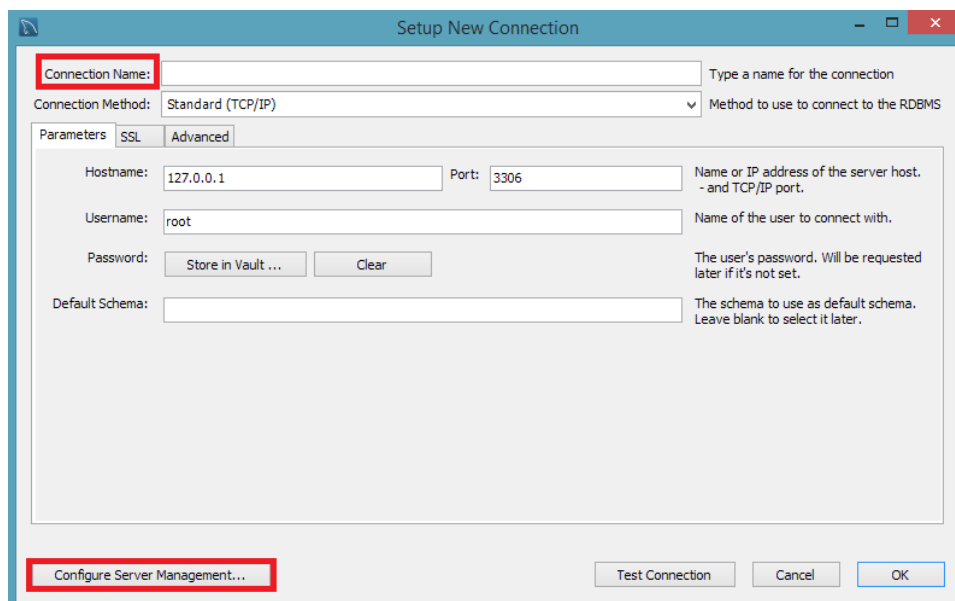 Setup New Connection
Connection Name:
Type a name for the connection
Connection Method: Standard (TCP/IP)
Method to use to connect to the RDBMS
Parameters SSL Advanced
Hostname: 127.0.0.1 Port: 3306
Name or IP address of the server host.
- and TCP/IP port.
Username: root
Name of the user to connect with.
Password: Store in Vault ... Clear
The user's password. Will be requested
later if it's not set.
Default Schema:
The schema to use as default schema.
Leave blank to select it later.
Configure Server Management... Test Connection Cancel OK